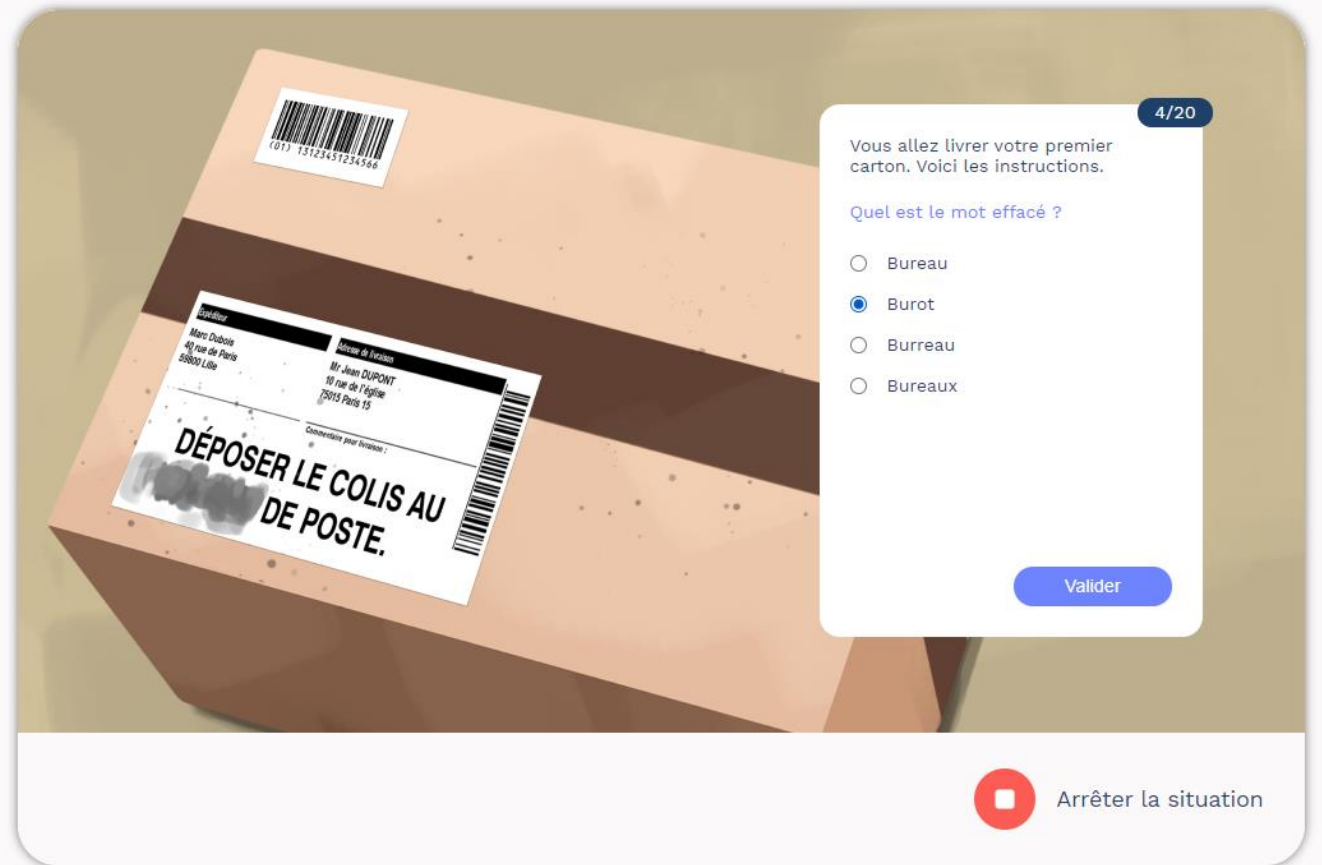 (01) 13123451234566
Expéditeur
Marc Dubois
40 rue de Paris
59800 Lille
Adresse de livraison
Mr Jean DUPONT
10 rue de l'église
75015 Paris 15
Commentaire pour livraison :
DÉPOSER LE COLIS AU
DE POSTE.
4/20
Vous allez livrer votre premier
carton. Voici les instructions.
Quel est le mot effacé ?
Bureau
Burot
Burreau
Bureaux
Valider
Arrêter la situation